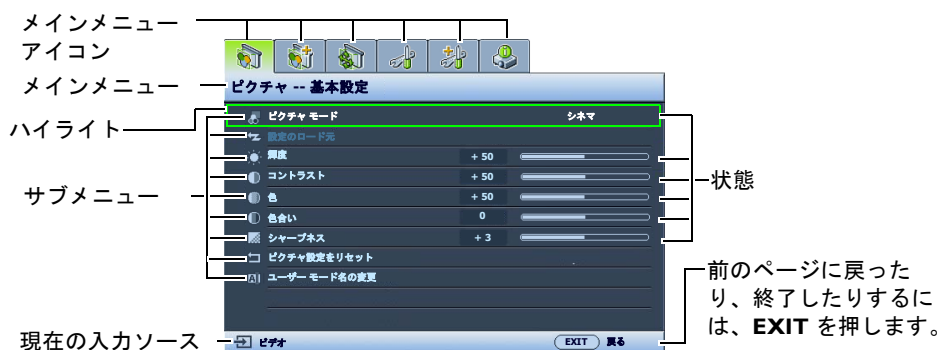 メインメニュー
アイコン
メインメニュー
ピクチャ -- 基本設定
ハイライト
ピクチャ モード シネマ
設定のロード元
輝度 + 50
コントラスト + 50
状態
サブメニュー
色 + 50
色合い 0
シャープネス + 3
ピクチャ設定をリセット
ユーザー モード名の変更
前のページに戻った
り、終了したりするに
は、EXIT を押します。
現在の入力ソース
ビデオ
EXIT 戻る